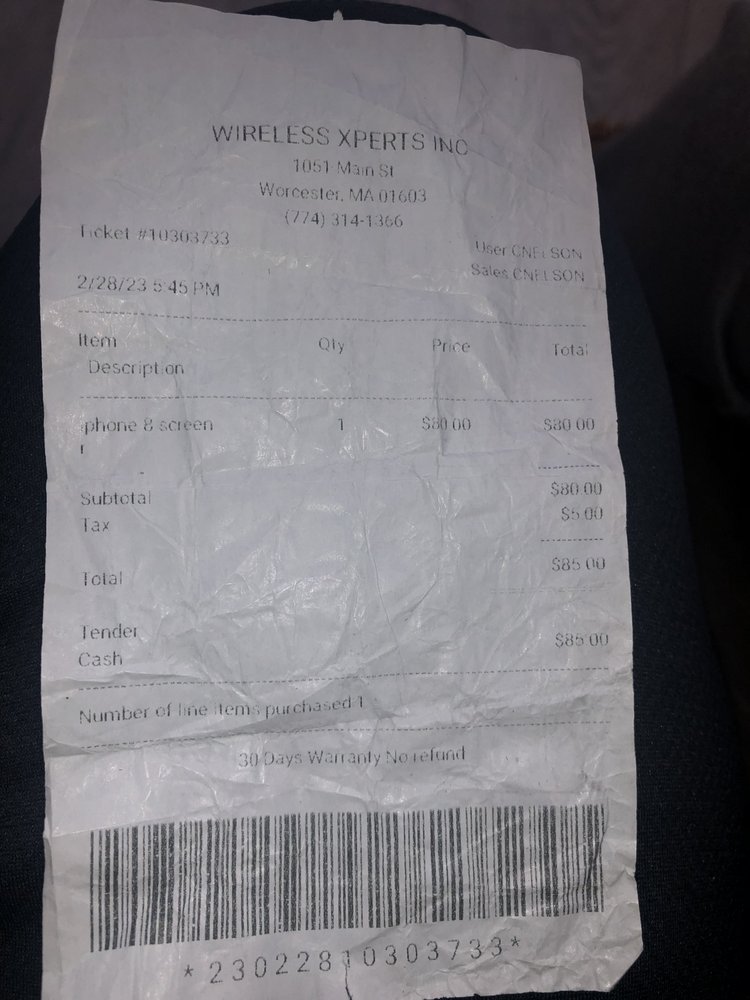 WIRELESS XPERTS INC
1051 Main St
Worcester, MA 01603
(774) 314-1366
Ticket #10303733
User CNELSON
Sales CNELSON
2/28/23 5:45 PM
Item Qty Price Total
Description
iphone 8 screen 1 $80.00 $80.00
r
Subtotal $80.00
Tax $5.00
Total $85.00
Tender $85.00
Cash
Number of line items purchased 1
30 Days Warranty No refund
*23022810303733*